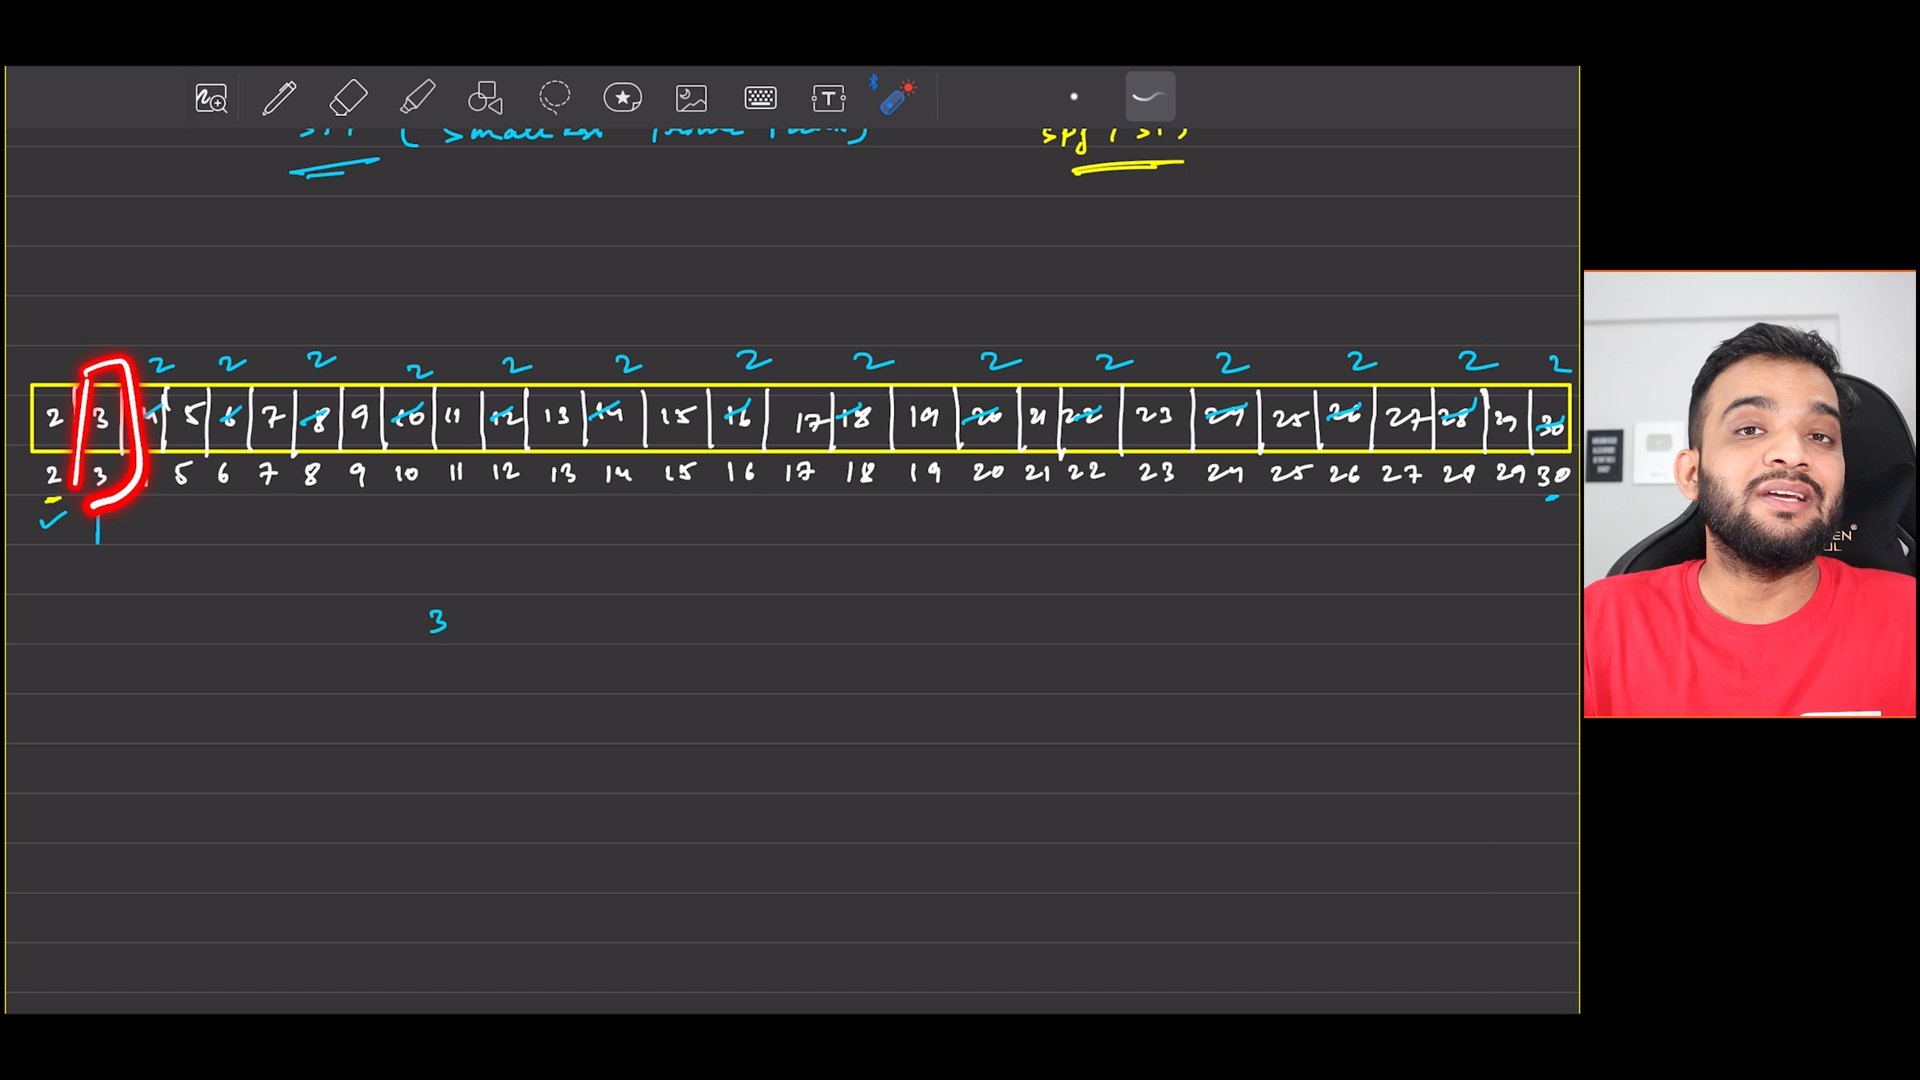 2 2 2 2 2 2 2 2 2 2 2 2 2 2
2 3 4 5 6 7 8 9 10 11 12 13 14 15 16 17 18 19 20 21 22 23 24 25 26 27 28 29 30
2 3 5 6 7 8 9 10 11 12 13 14 15 16 17 18 19 20 21 22 23 24 25 26 27 28 29 30
3
T